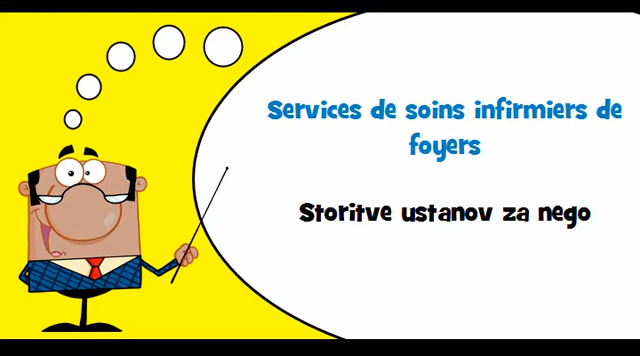 Services de soins infirmiers de
foyers
Storitve ustanov za nego